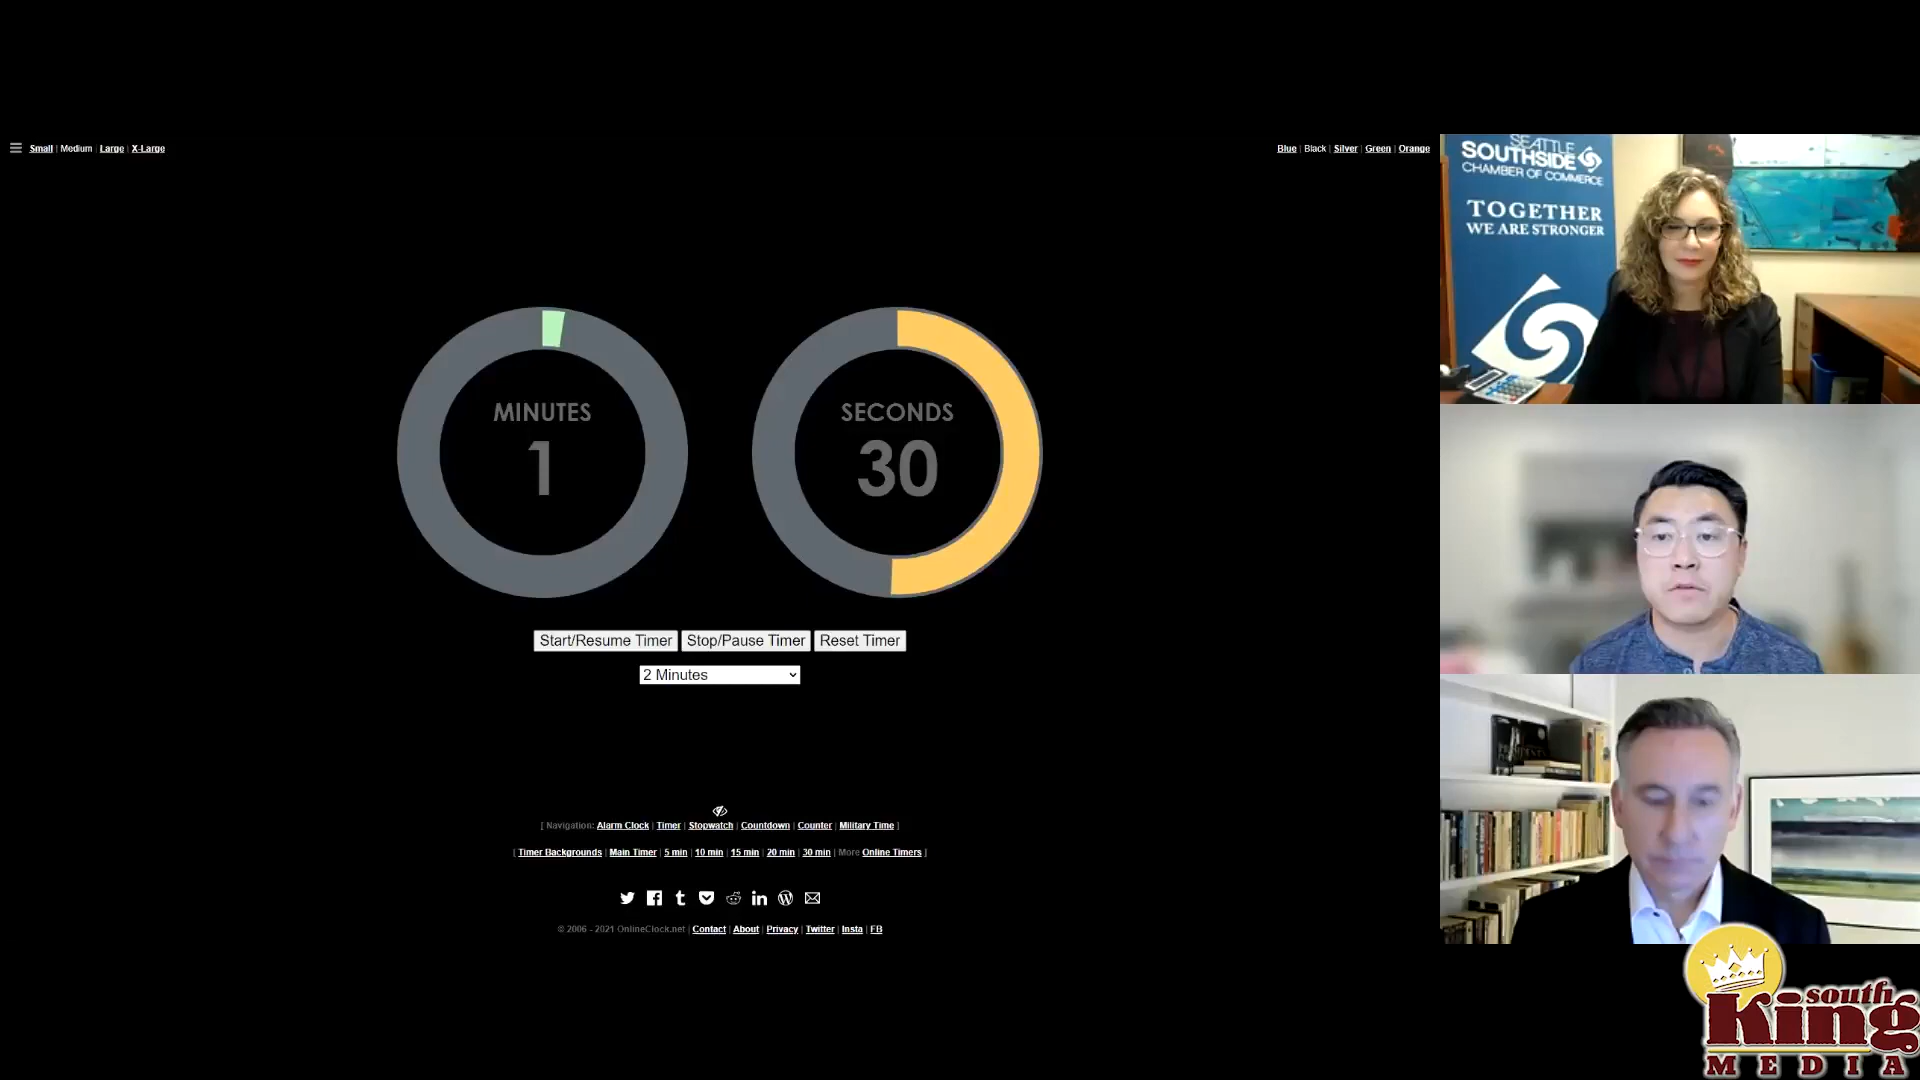 Small | Medium | Large | X-Large
Blue | Black | Silver | Green | Orange
SEATTLE
SOUTHSIDE
CHAMBER OF COMMERCE
TOGETHER
WE ARE STRONGER
MINUTES
1
SECONDS
30
Start/Resume Timer
Stop/Pause Timer
Reset Timer
2 Minutes
[ Navigation: Alarm Clock | Timer | Stopwatch | Countdown | Counter | Military Time ]
[ Timer Backgrounds | Main Timer | 5 min | 10 min | 15 min | 20 min | 30 min | More Online Timers ]
© 2006 - 2021 OnlineClock.net | Contact | About | Privacy | Twitter | Insta | FB
south
King
MEDIA